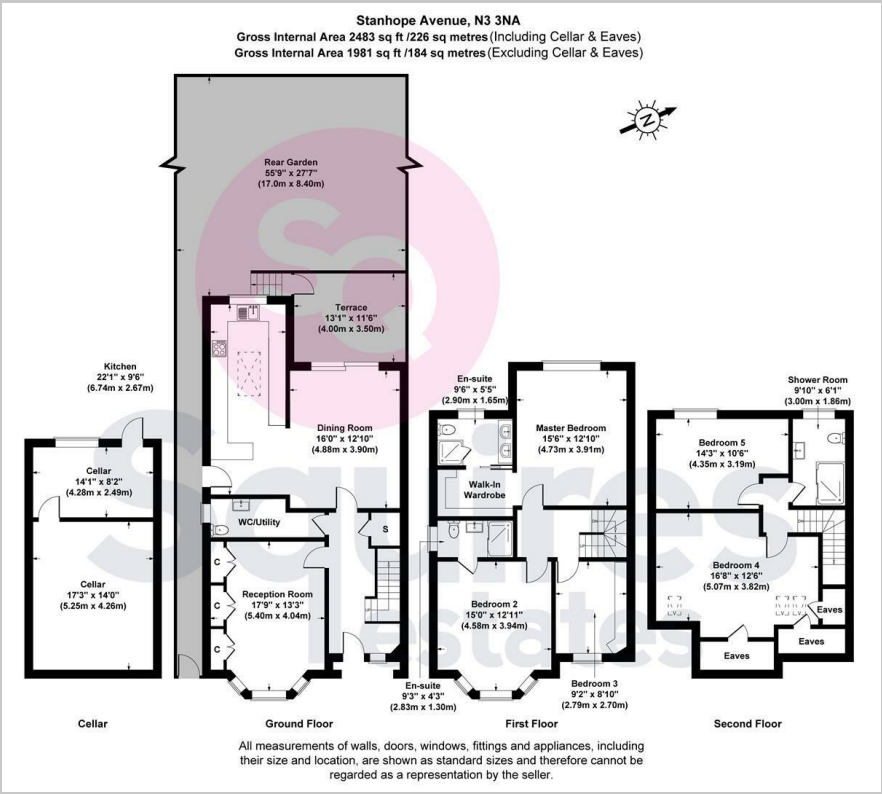 Stanhope Avenue, N3 3NA
Gross Internal Area 2483 sq ft /226 sq metres (Including Cellar & Eaves)
Gross Internal Area 1981 sq ft /184 sq metres (Excluding Cellar & Eaves)
N
Rear Garden
55'9" x 27'7"
(17.0m x 8.40m)
SQ
Squires
estates
Terrace
13'1" x 11'6"
(4.00m x 3.50m)
Kitchen
22'1" x 9'6"
(6.74m x 2.67m)
Dining Room
16'0" x 12'10"
(4.88m x 3.90m)
Cellar
14'1" x 8'2"
(4.28m x 2.49m)
Cellar
17'3" x 14'0"
(5.25m x 4.26m)
WC/Utility
S
C
C
C
Reception Room
17'9" x 13'3"
(5.40m x 4.04m)
En-suite
9'6" x 5'5"
(2.90m x 1.65m)
Master Bedroom
15'6" x 12'10"
(4.73m x 3.91m)
Walk-In
Wardrobe
Bedroom 2
15'0" x 12'11"
(4.58m x 3.94m)
En-suite
9'3" x 4'3"
(2.83m x 1.30m)
Bedroom 3
9'2" x 8'10"
(2.79m x 2.70m)
Shower Room
9'10" x 6'1"
(3.00m x 1.86m)
Bedroom 5
14'3" x 10'6"
(4.35m x 3.19m)
Bedroom 4
16'8" x 12'6"
(5.07m x 3.82m)
Eaves
Eaves
Eaves
Cellar
Ground Floor
First Floor
Second Floor
All measurements of walls, doors, windows, fittings and appliances, including
their size and location, are shown as standard sizes and therefore cannot be
regarded as a representation by the seller.